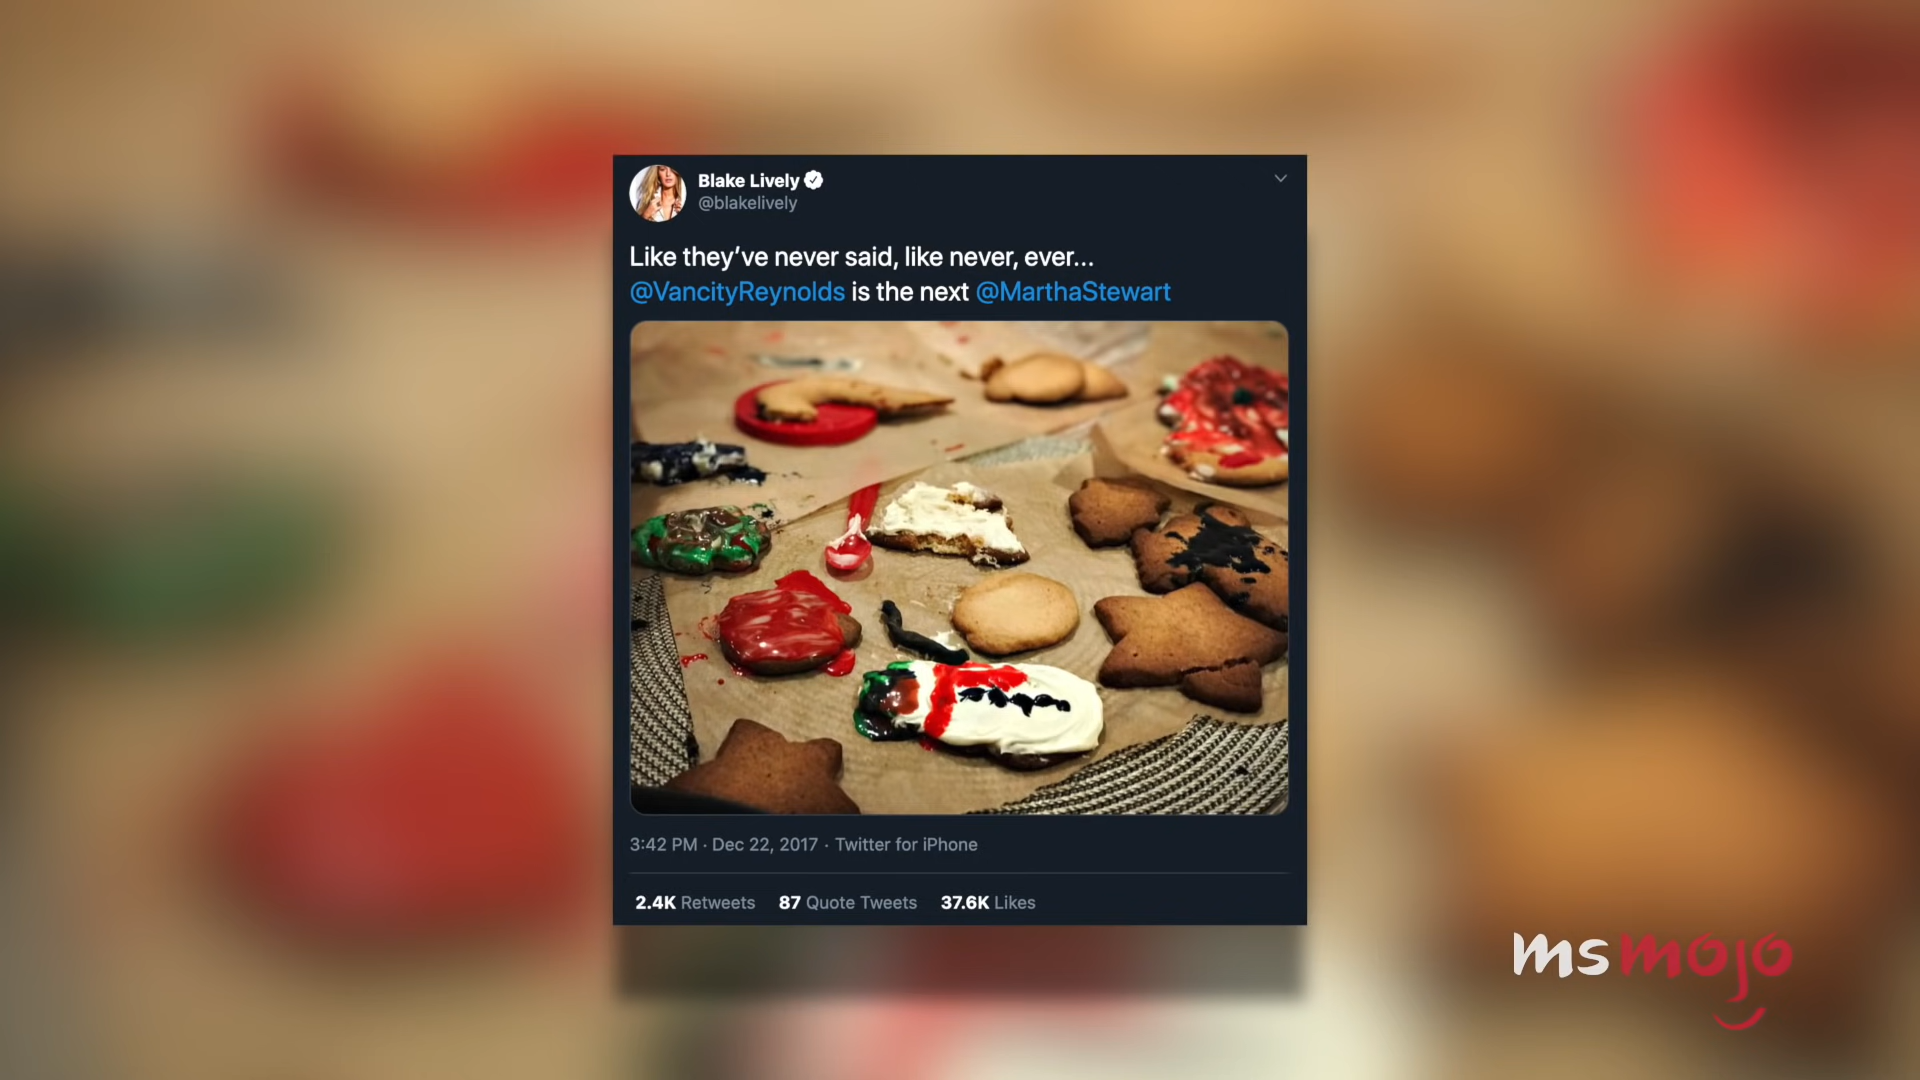 Blake Lively
@blakelively
Like they've never said, like never, ever...
@VancityReynolds is the next @MarthaStewart
3:42 PM · Dec 22, 2017 · Twitter for iPhone
2.4K Retweets 87 Quote Tweets 37.6K Likes
msmojo